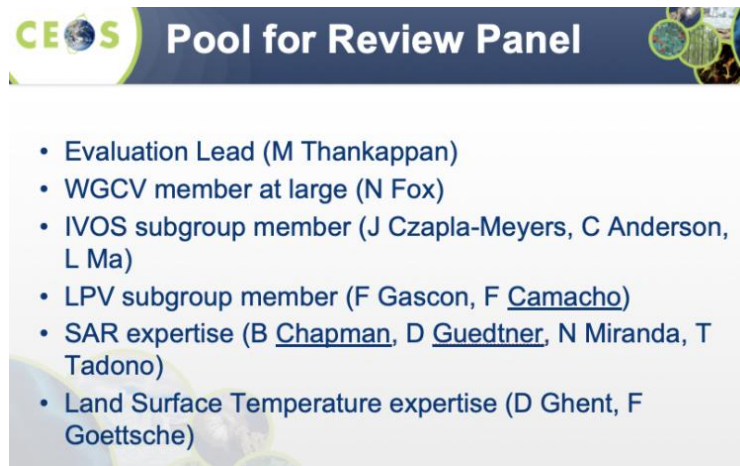 CEOS
Pool for Review Panel
• Evaluation Lead (M Thankappan)
• WGCV member at large (N Fox)
• IVOS subgroup member (J Czapla-Meyers, C Anderson,
L Ma)
• LPV subgroup member (F Gascon, F Camacho)
• SAR expertise (B Chapman, D Guedtner, N Miranda, T
Tadono)
• Land Surface Temperature expertise (D Ghent, F
Goettsche)